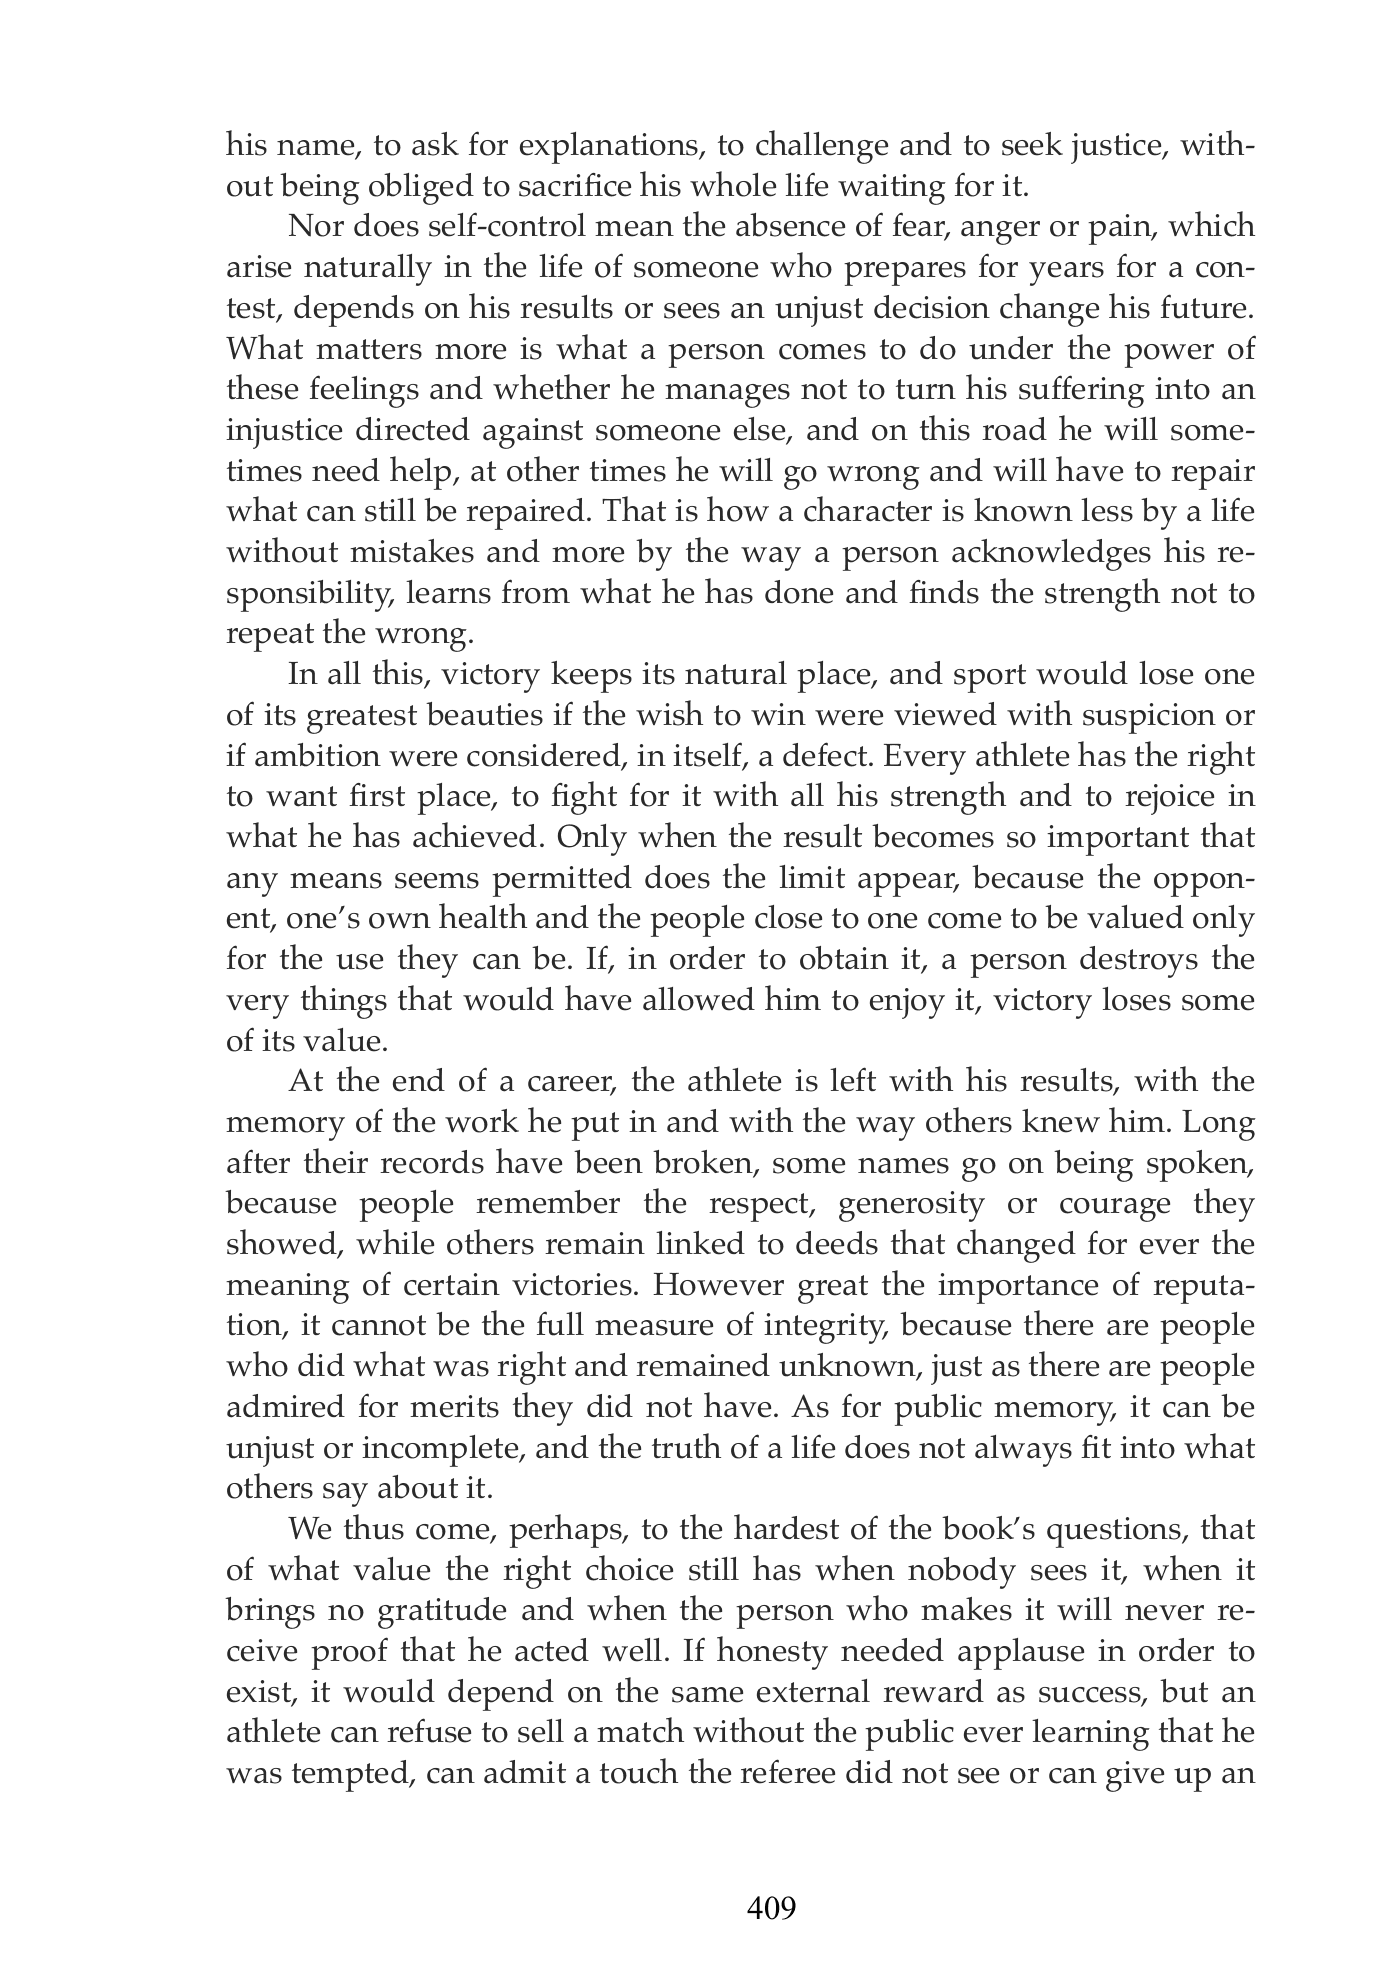 his name, to ask for explanations, to challenge and to seek justice, with-
out being obliged to sacrifice his whole life waiting for it.
Nor does self-control mean the absence of fear, anger or pain, which
arise naturally in the life of someone who prepares for years for a con-
test, depends on his results or sees an unjust decision change his future.
What matters more is what a person comes to do under the power of
these feelings and whether he manages not to turn his suffering into an
injustice directed against someone else, and on this road he will some-
times need help, at other times he will go wrong and will have to repair
what can still be repaired. That is how a character is known less by a life
without mistakes and more by the way a person acknowledges his re-
sponsibility, learns from what he has done and finds the strength not to
repeat the wrong.
In all this, victory keeps its natural place, and sport would lose one
of its greatest beauties if the wish to win were viewed with suspicion or
if ambition were considered, in itself, a defect. Every athlete has the right
to want first place, to fight for it with all his strength and to rejoice in
what he has achieved. Only when the result becomes so important that
any means seems permitted does the limit appear, because the oppon-
ent, one’s own health and the people close to one come to be valued only
for the use they can be. If, in order to obtain it, a person destroys the
very things that would have allowed him to enjoy it, victory loses some
of its value.
At the end of a career, the athlete is left with his results, with the
memory of the work he put in and with the way others knew him. Long
after their records have been broken, some names go on being spoken,
because people remember the respect, generosity or courage they
showed, while others remain linked to deeds that changed for ever the
meaning of certain victories. However great the importance of reputa-
tion, it cannot be the full measure of integrity, because there are people
who did what was right and remained unknown, just as there are people
admired for merits they did not have. As for public memory, it can be
unjust or incomplete, and the truth of a life does not always fit into what
others say about it.
We thus come, perhaps, to the hardest of the book’s questions, that
of what value the right choice still has when nobody sees it, when it
brings no gratitude and when the person who makes it will never re-
ceive proof that he acted well. If honesty needed applause in order to
exist, it would depend on the same external reward as success, but an
athlete can refuse to sell a match without the public ever learning that he
was tempted, can admit a touch the referee did not see or can give up an
409